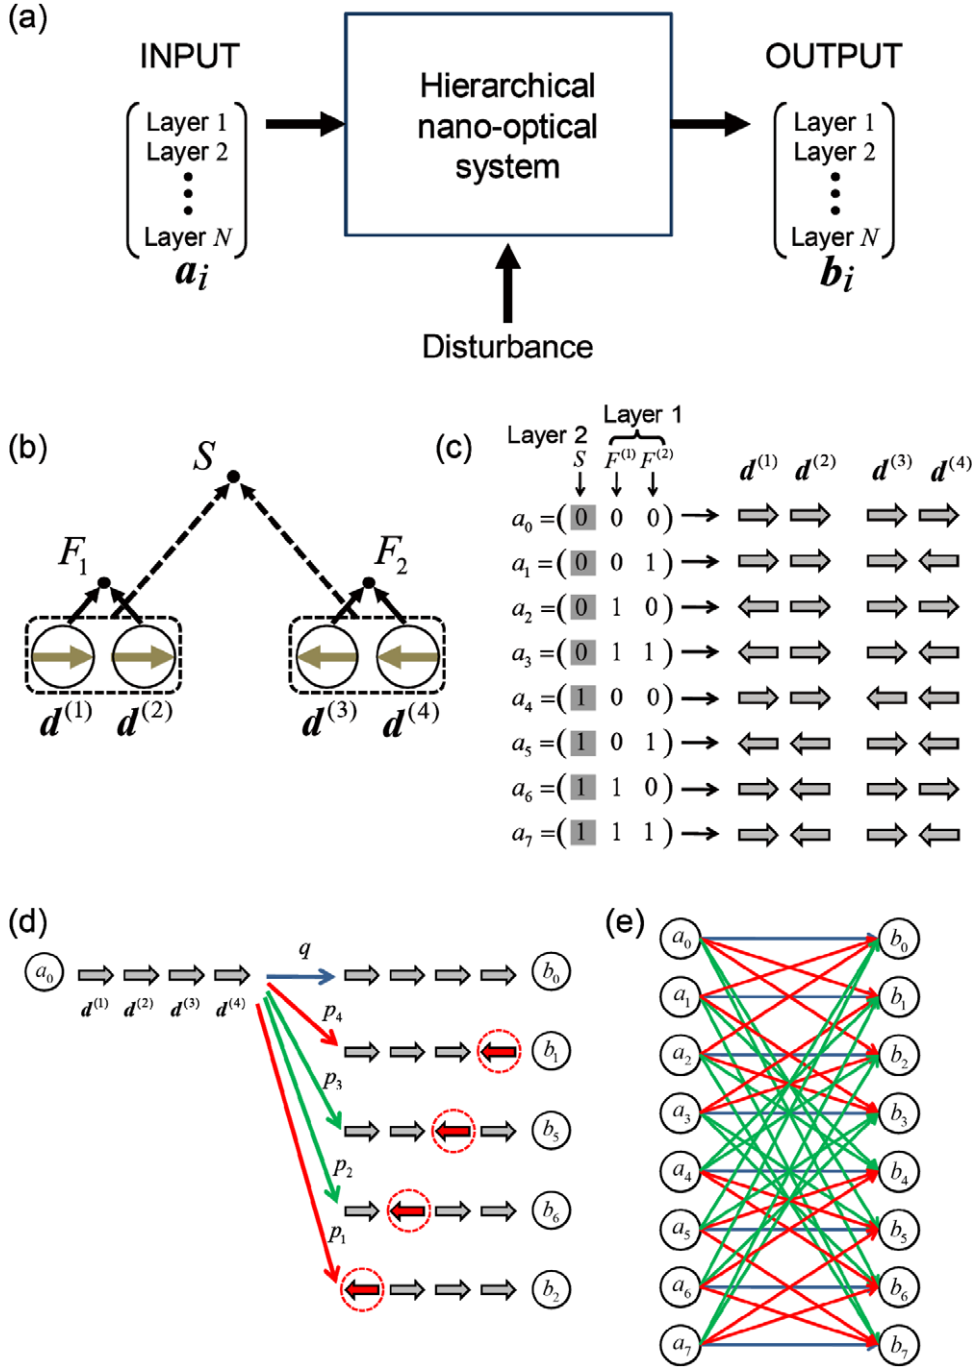 (a)
INPUT
OUTPUT
Layer 1
Layer 2
Layer N
a_i
Hierarchical
nano-optical
system
Layer 1
Layer 2
Layer N
b_i
Disturbance
(b)
S
F_1
F_2
d^(1) d^(2) d^(3) d^(4)
(c)
Layer 1
Layer 2
S F^(1) F^(2)
d^(1) d^(2) d^(3) d^(4)
a_0 = ( 0 0 0 )
a_1 = ( 0 0 1 )
a_2 = ( 0 1 0 )
a_3 = ( 0 1 1 )
a_4 = ( 1 0 0 )
a_5 = ( 1 0 1 )
a_6 = ( 1 1 0 )
a_7 = ( 1 1 1 )
(d)
a_0
d^(1) d^(2) d^(3) d^(4)
q
b_0
p_4
b_1
p_3
b_5
p_2
b_6
p_1
b_2
(e)
a_0 b_0
a_1 b_1
a_2 b_2
a_3 b_3
a_4 b_4
a_5 b_5
a_6 b_6
a_7 b_7